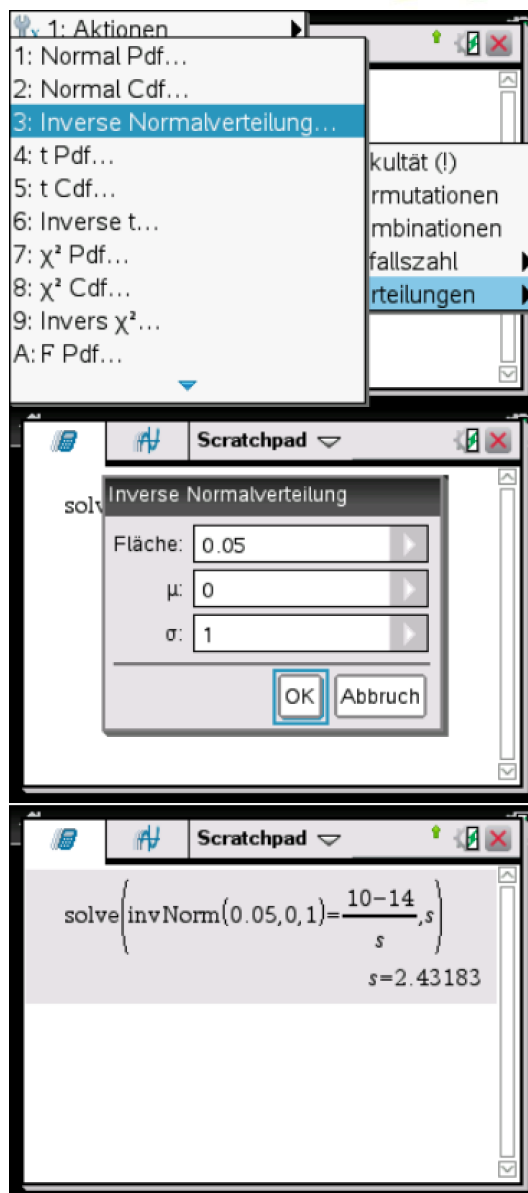 1: Aktionen
1: Normal Pdf...
2: Normal Cdf...
3: Inverse Normalverteilung...
4: t Pdf...
5: t Cdf...
6: Inverse t...
7: χ² Pdf...
8: χ² Cdf...
9: Invers χ²...
A: F Pdf...
kultät (!)
rmutationen
mbinationen
fallszahl
rteilungen
Scratchpad
solv
Inverse Normalverteilung
Fläche: 0.05
μ: 0
σ: 1
OK Abbruch
Scratchpad
solve(invNorm(0.05,0,1)=10-14/s,s)
s=2.43183